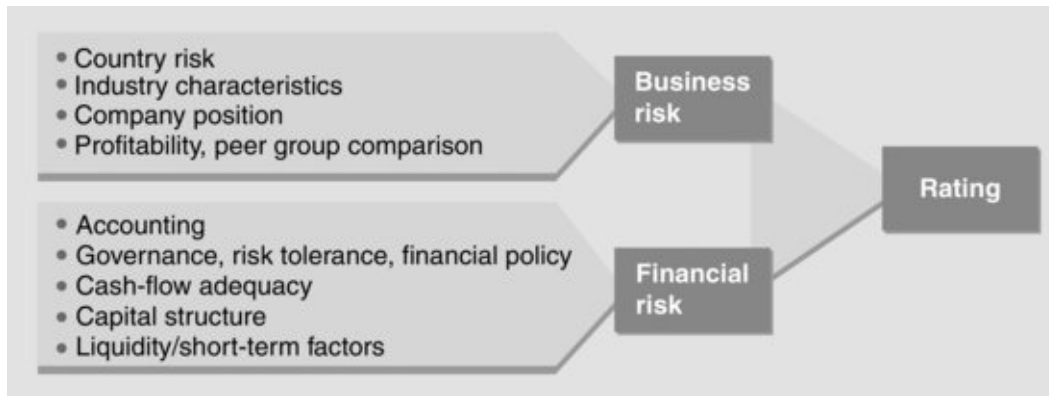 • Country risk
• Industry characteristics
• Company position
• Profitability, peer group comparison
Business
risk
• Accounting
• Governance, risk tolerance, financial policy
• Cash-flow adequacy
• Capital structure
• Liquidity/short-term factors
Financial
risk
Rating